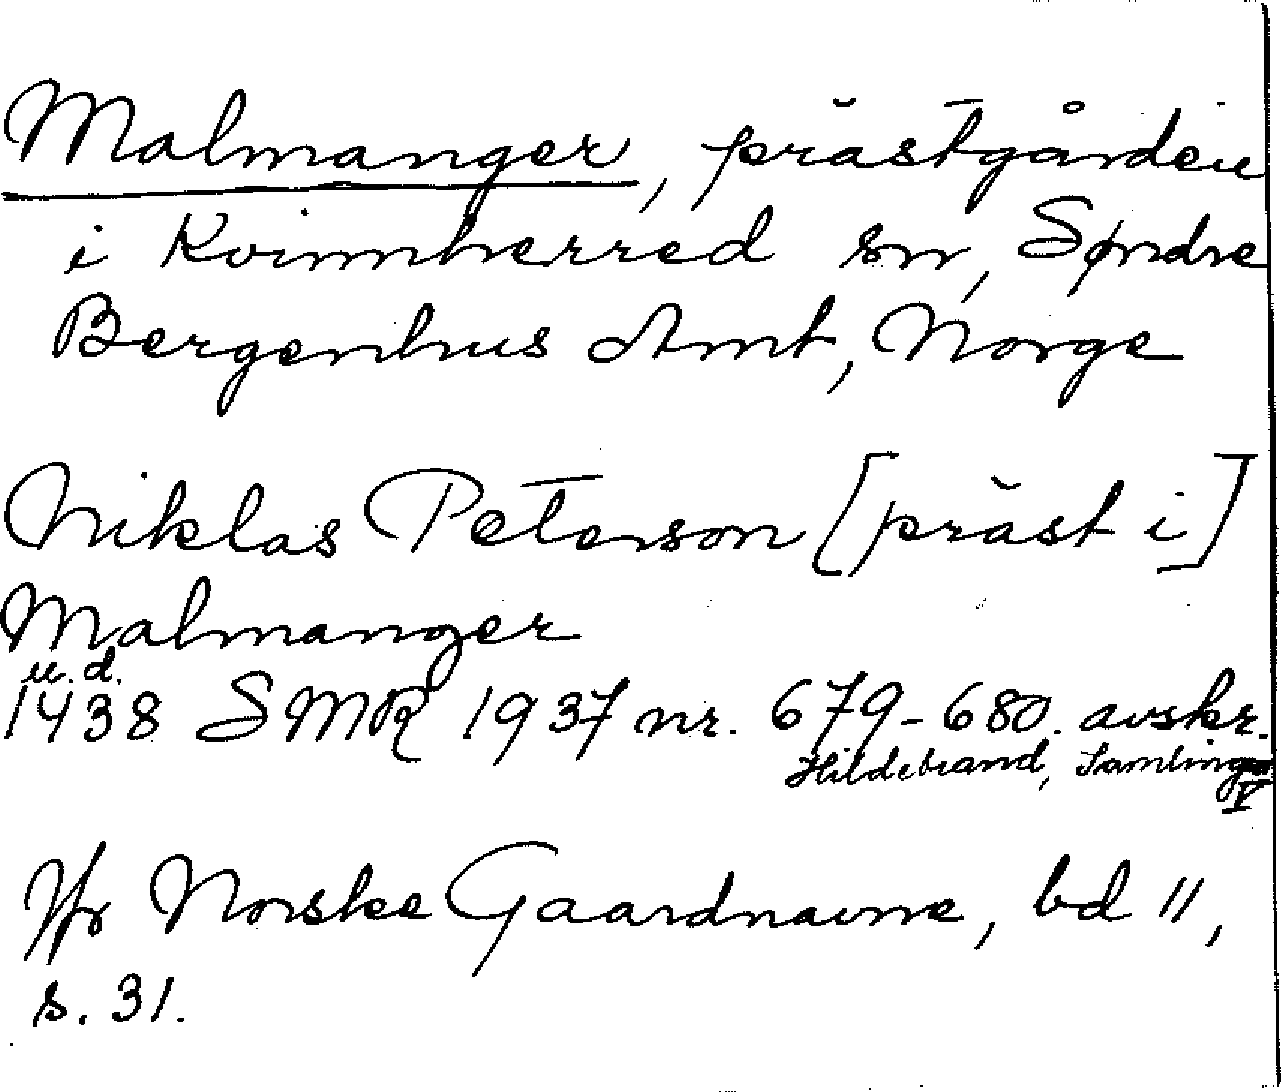 Malmanger, prästgården
i Kvinnherred sn, Søndre
Bergenhus Amt, Norge
Niklas Peterson [präst i]
Malmanger
u.d.
1438 SMR 1937 nr. 679-680. avskr.
Hildebrand, Samlingar
V
Jfr Norske Gaardnavne, bd 11,
s. 31.